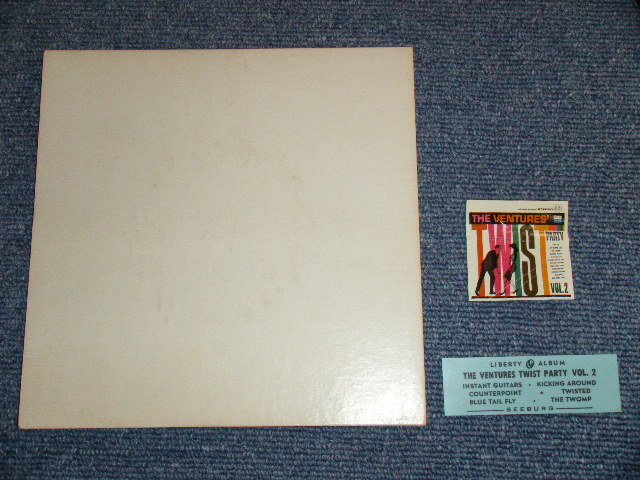 THE VENTURES'
TWIST
PARTY
VOL. 2
LIBERTY ALBUM
THE VENTURES TWIST PARTY VOL. 2
INSTANT GUITARS • KICKING AROUND
COUNTERPOINT • TWISTED
BLUE TAIL FLY • THE TWOMP
SEEBURG